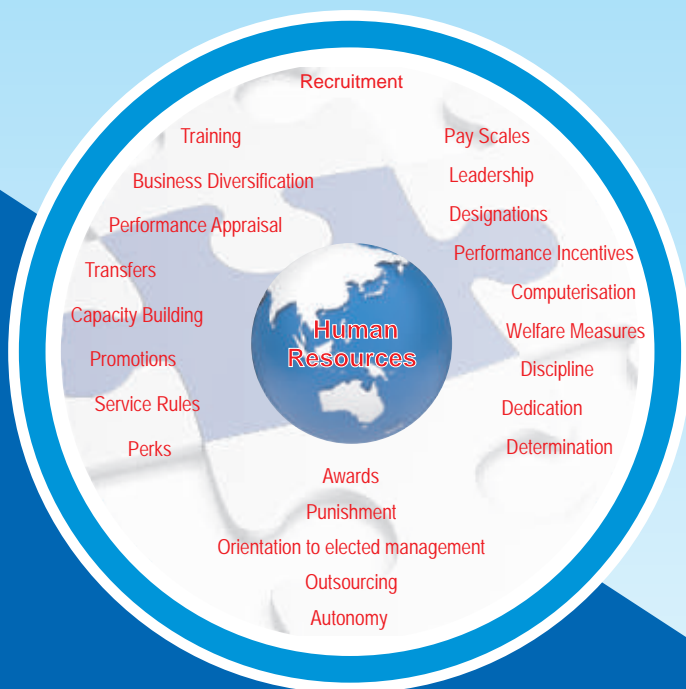 Recruitment
Training
Business Diversification
Performance Appraisal
Transfers
Capacity Building
Promotions
Service Rules
Perks
Human
Resources
Pay Scales
Leadership
Designations
Performance Incentives
Computerisation
Welfare Measures
Discipline
Dedication
Determination
Awards
Punishment
Orientation to elected management
Outsourcing
Autonomy